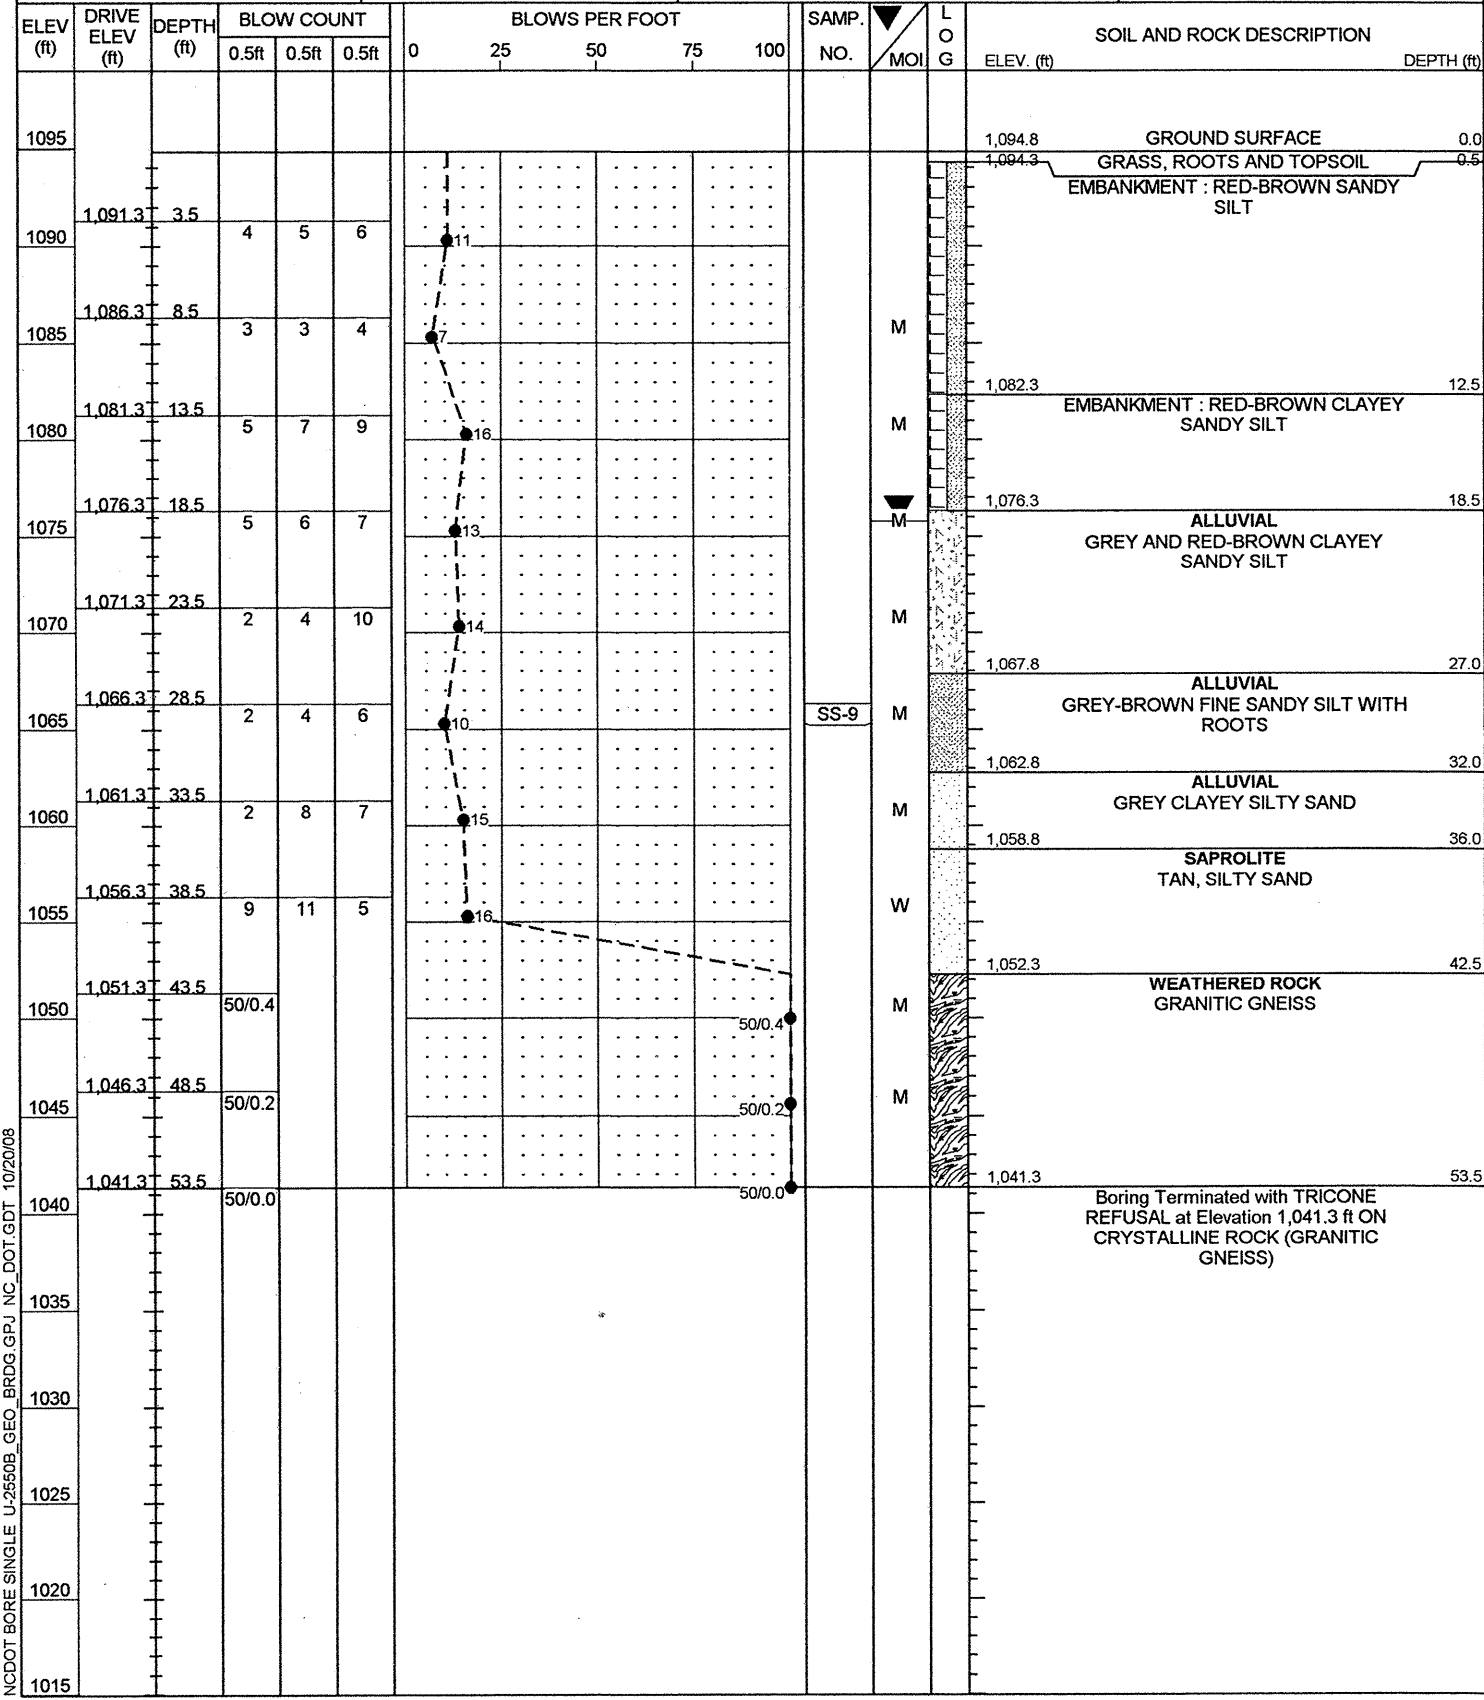 ELEV (ft) DRIVE ELEV (ft) DEPTH (ft) BLOW COUNT BLOWS PER FOOT SAMP. NO. MOI LOG SOIL AND ROCK DESCRIPTION
0.5ft 0.5ft 0.5ft 0 25 50 75 100 ELEV. (ft) DEPTH (ft)
1095 1,094.8 GROUND SURFACE 0.0
1,094.3 GRASS, ROOTS AND TOPSOIL 0.5
EMBANKMENT : RED-BROWN SANDY
SILT
1,091.3 3.5
1090 4 5 6 11
1,086.3 8.5
1085 3 3 4 7 M
1,082.3 12.5
1,081.3 13.5 EMBANKMENT : RED-BROWN CLAYEY
1080 5 7 9 16 M SANDY SILT
1,076.3 18.5 1,076.3 18.5
1075 5 6 7 13 M ALLUVIAL
GREY AND RED-BROWN CLAYEY
SANDY SILT
1,071.3 23.5
1070 2 4 10 14 M
1,067.8 27.0
1,066.3 28.5 ALLUVIAL
1065 2 4 6 10 SS-9 M GREY-BROWN FINE SANDY SILT WITH
ROOTS
1,062.8 32.0
1,061.3 33.5 ALLUVIAL
1060 2 8 7 15 M GREY CLAYEY SILTY SAND
1,058.8 36.0
SAPROLITE
TAN, SILTY SAND
1,056.3 38.5
1055 9 11 5 16 W
1,052.3 42.5
1,051.3 43.5 WEATHERED ROCK
1050 50/0.4 50/0.4 M GRANITIC GNEISS
1,046.3 48.5
1045 50/0.2 50/0.2 M
1,041.3 53.5 1,041.3 53.5
1040 50/0.0 50/0.0 Boring Terminated with TRICONE
REFUSAL at Elevation 1,041.3 ft ON
CRYSTALLINE ROCK (GRANITIC
GNEISS)
1035
1030
1025
1020
1015
NCDOT BORE SINGLE U-2550B_GEO_BRDG.GPJ NC_DOT.GDT 10/20/08